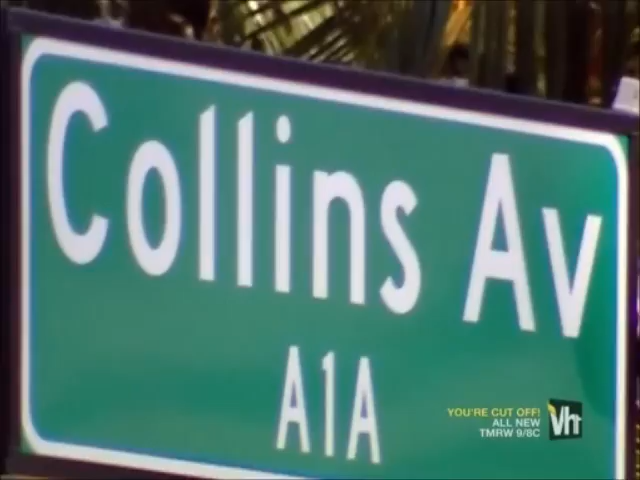 Collins Av
A1A
YOU'RE CUT OFF!
ALL NEW
TMRW 9/8C
Vh1